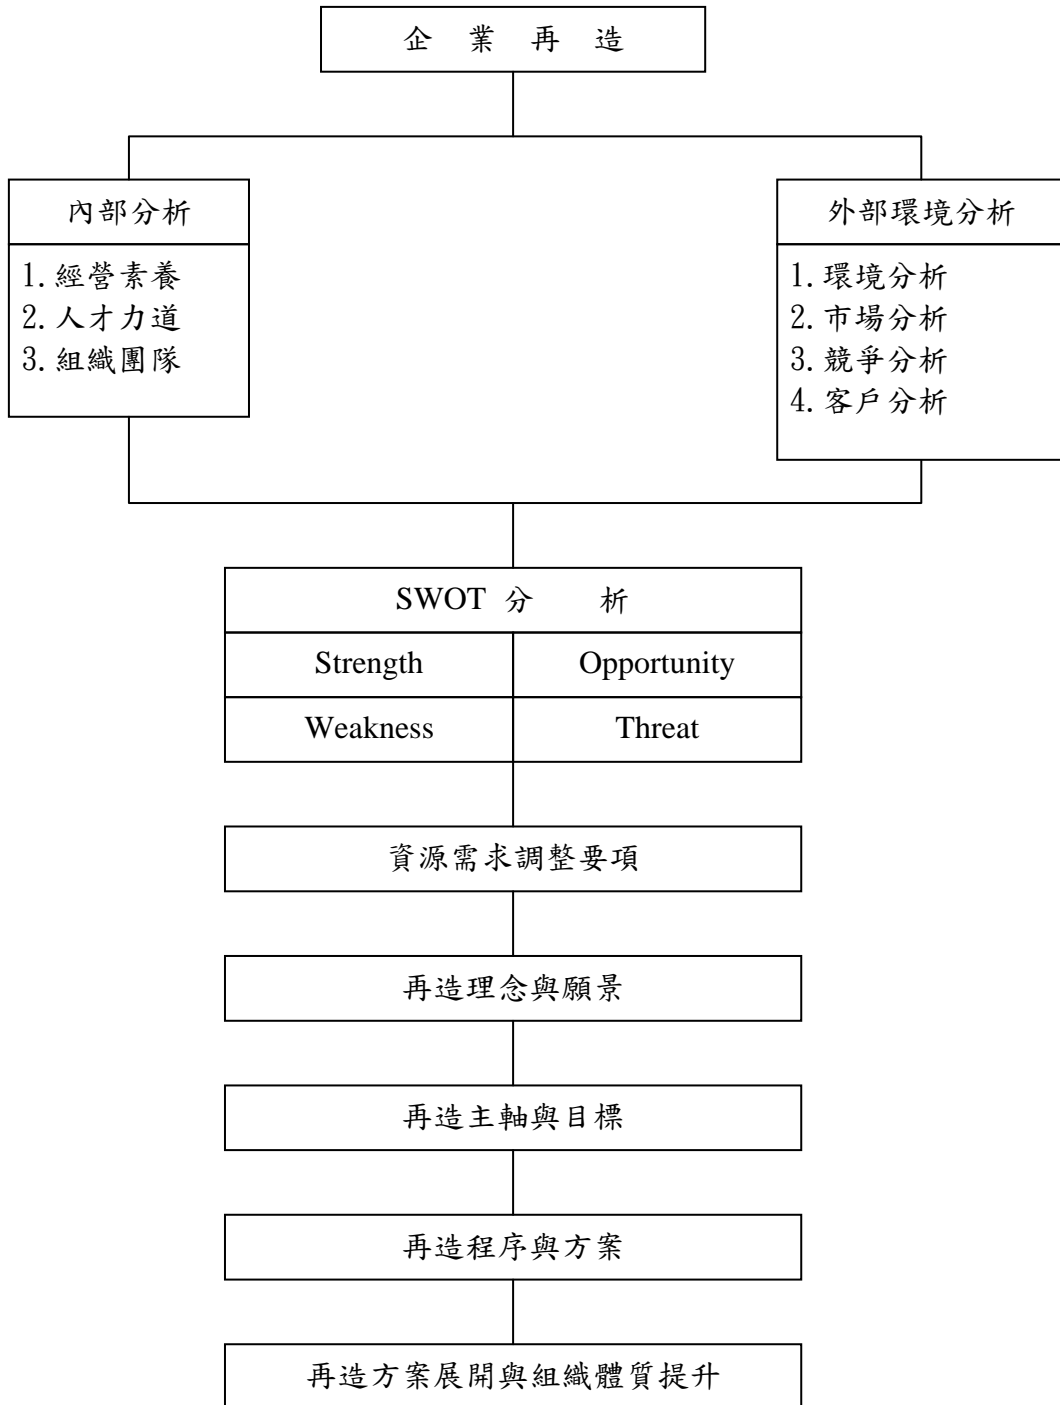 企 業 再 造
內部分析
1.經營素養
2.人才力道
3.組織團隊
外部環境分析
1.環境分析
2.市場分析
3.競爭分析
4.客戶分析
SWOT 分 析
Strength
Opportunity
Weakness
Threat
資源需求調整要項
再造理念與願景
再造主軸與目標
再造程序與方案
再造方案展開與組織體質提升